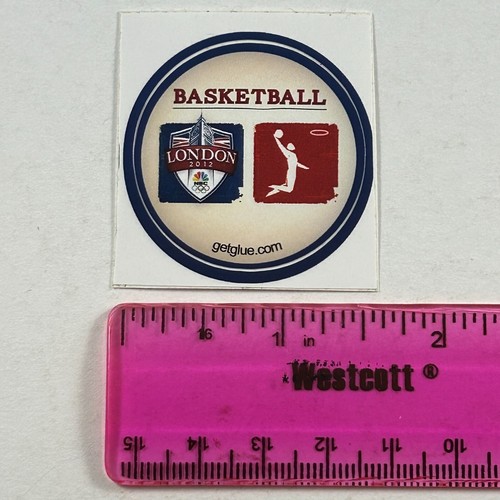 BASKETBALL
LONDON
2012
NBC
getglue.com
1 2
16 in
Westcott ®
15 14 13 12 11 10